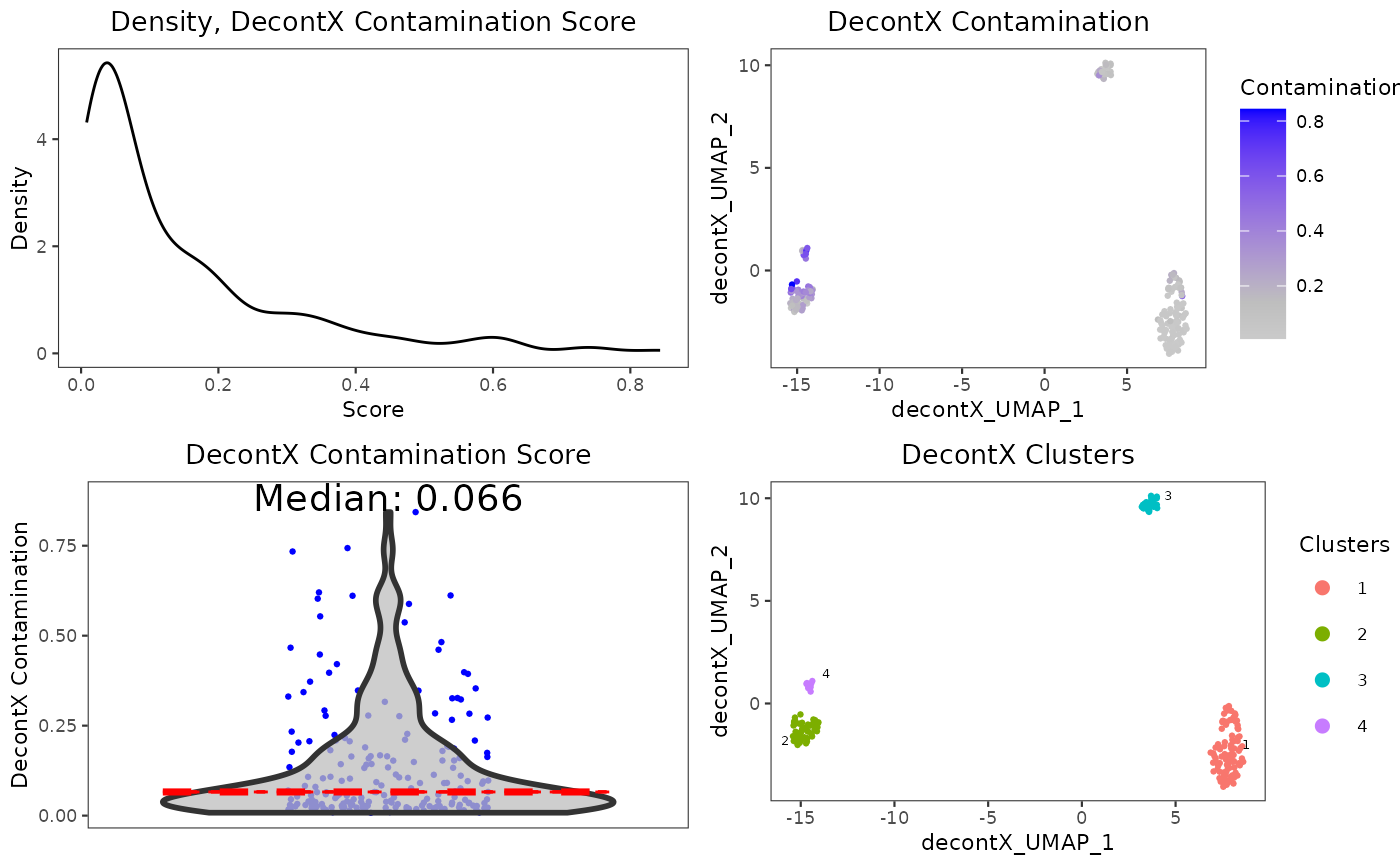 Density, DecontX Contamination Score
Density
4
2
0
0.0 0.2 0.4 0.6 0.8
Score
DecontX Contamination
decontX_UMAP_2
10
5
0
-15 -10 -5 0 5
decontX_UMAP_1
Contamination
0.8
0.6
0.4
0.2
DecontX Contamination Score
Median: 0.066
DecontX Contamination
0.75
0.50
0.25
0.00
DecontX Clusters
decontX_UMAP_2
10
5
0
3
4
2
1
-15 -10 -5 0 5
decontX_UMAP_1
Clusters
1
2
3
4